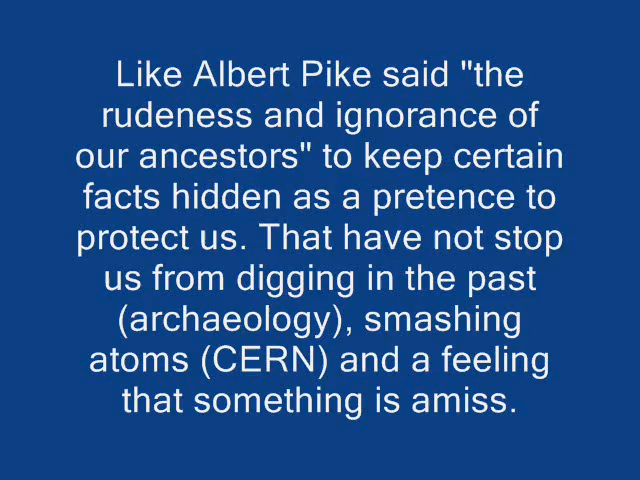 Like Albert Pike said "the
rudeness and ignorance of
our ancestors" to keep certain
facts hidden as a pretence to
protect us. That have not stop
us from digging in the past
(archaeology), smashing
atoms (CERN) and a feeling
that something is amiss.